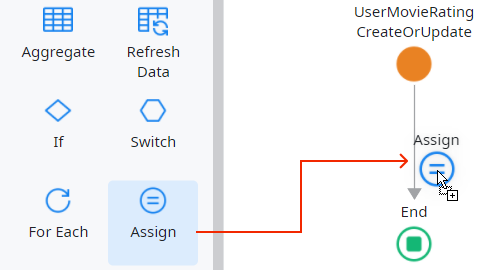 Aggregate
Refresh
Data
If
Switch
For Each
Assign
UserMovieRating
CreateOrUpdate
Assign
End